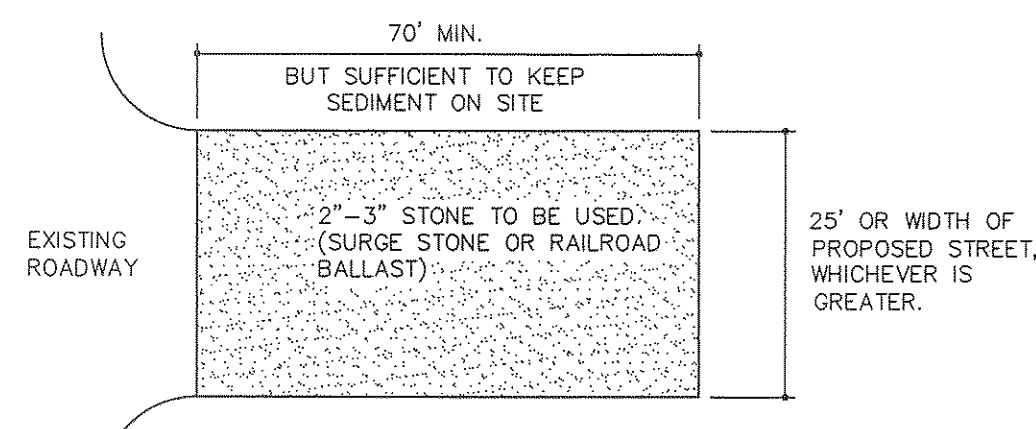 70' MIN.
BUT SUFFICIENT TO KEEP
SEDIMENT ON SITE
2"-3" STONE TO BE USED.
(SURGE STONE OR RAILROAD
BALLAST)
EXISTING
ROADWAY
25' OR WIDTH OF
PROPOSED STREET,
WHICHEVER IS
GREATER.